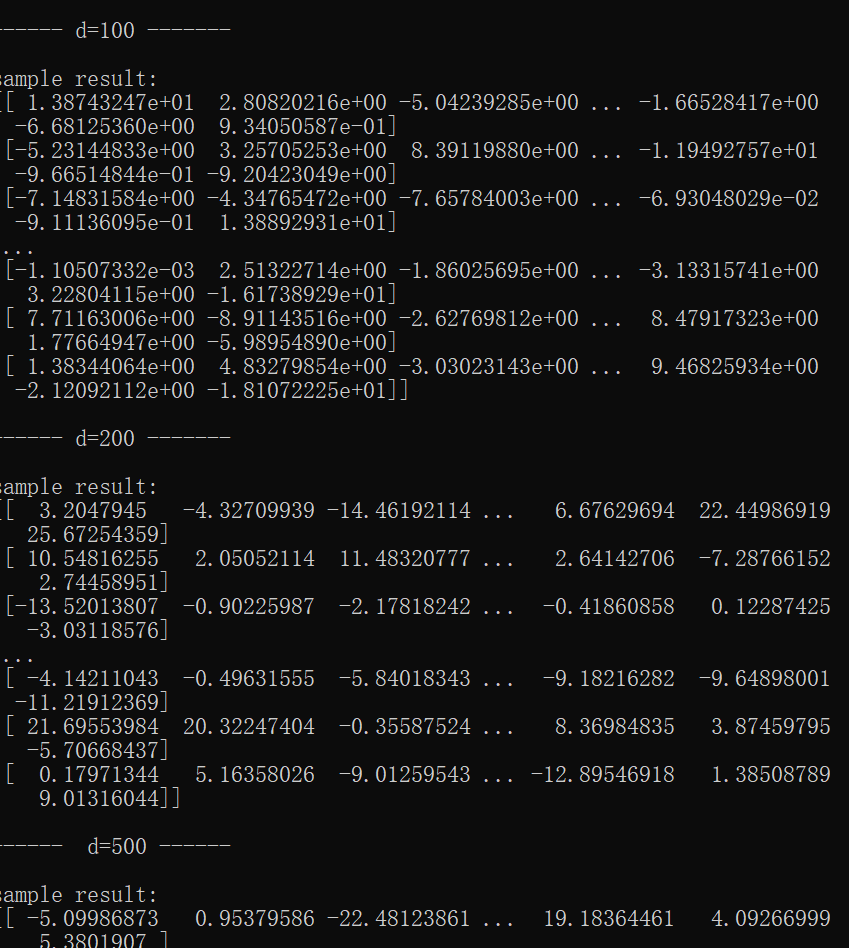 ------ d=100 -------
sample result:
[[ 1.38743247e+01  2.80820216e+00 -5.04239285e+00 ... -1.66528417e+00
  -6.68125360e+00  9.34050587e-01]
 [-5.23144833e+00  3.25705253e+00  8.39119880e+00 ... -1.19492757e+01
  -9.66514844e-01 -9.20423049e+00]
 [-7.14831584e+00 -4.34765472e+00 -7.65784003e+00 ... -6.93048029e-02
  -9.11136095e-01  1.38892931e+01]
 ...
 [-1.10507332e-03  2.51322714e+00 -1.86025695e+00 ... -3.13315741e+00
   3.22804115e+00 -1.61738929e+01]
 [ 7.71163006e+00 -8.91143516e+00 -2.62769812e+00 ...  8.47917323e+00
   1.77664947e+00 -5.98954890e+00]
 [ 1.38344064e+00  4.83279854e+00 -3.03023143e+00 ...  9.46825934e+00
  -2.12092112e+00 -1.81072225e+01]]
------ d=200 -------
sample result:
[[  3.2047945   -4.32709939 -14.46192114 ...   6.67629694  22.44986919
   25.67254359]
 [ 10.54816255   2.05052114  11.48320777 ...   2.64142706  -7.28766152
    2.74458951]
 [-13.52013807  -0.90225987  -2.17818242 ...  -0.41860858   0.12287425
   -3.03118576]
 ...
 [ -4.14211043  -0.49631555  -5.84018343 ...  -9.18216282  -9.64898001
  -11.21912369]
 [ 21.69553984  20.32247404  -0.35587524 ...   8.36984835   3.87459795
   -5.70668437]
 [  0.17971344   5.16358026  -9.01259543 ... -12.89546918   1.38508789
    9.01316044]]
------  d=500 ------
sample result:
[[ -5.09986873   0.95379586 -22.48123861 ...  19.18364461   4.09266999
    5.3801907 ]